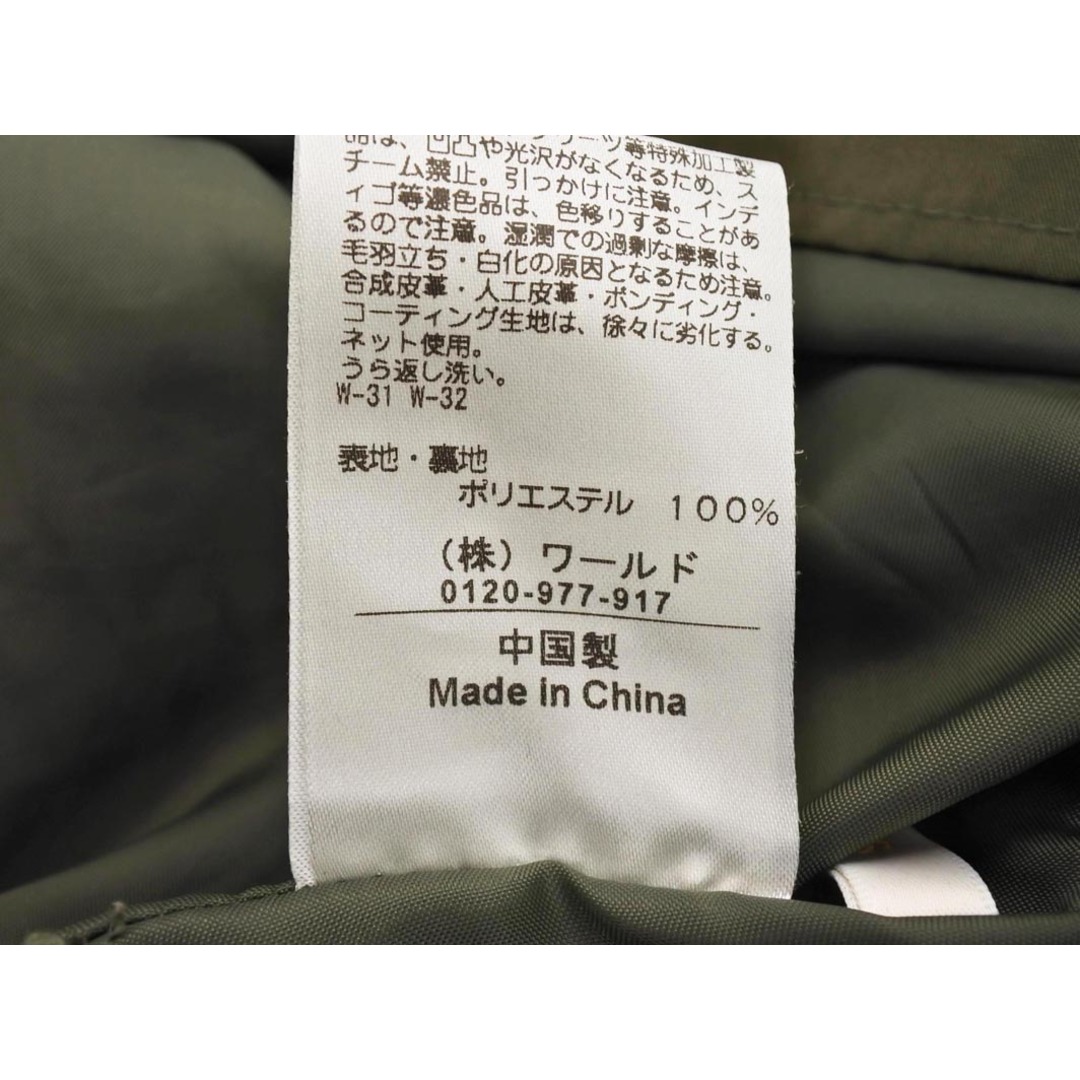 品は、凹凸や光沢がなくなるため、ス
チーム禁止。引っかけに注意。インデ
ィゴ等濃色品は、色移りすることがあ
るので注意。湿潤での過剰な摩擦は、
毛羽立ち・白化の原因となるため注意。
合成皮革・人工皮革・ボンディング・
コーティング生地は、徐々に劣化する。
ネット使用。
うら返し洗い。
W-31 W-32
表地・裏地
ポリエステル 100%
(株) ワールド
0120-977-917
中国製
Made in China